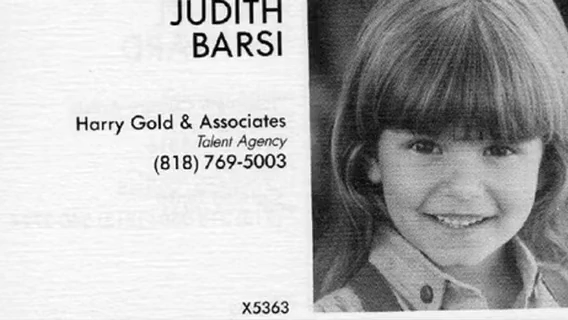 JUDITH
BARSI
Harry Gold & Associates
Talent Agency
(818) 769-5003
X5363